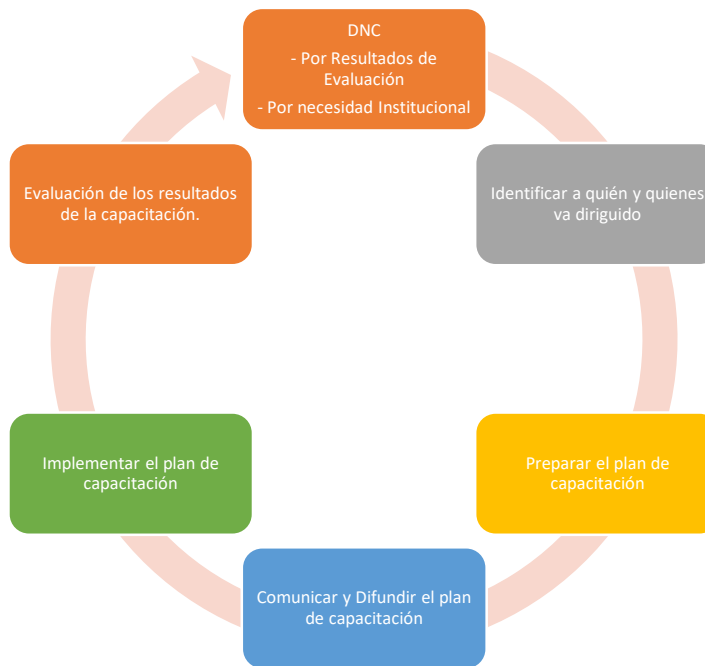 DNC
- Por Resultados de
Evaluación
- Por necesidad Institucional
Identificar a quién y quienes
va diriguido
Preparar el plan de
capacitación
Comunicar y Difundir el plan
de capacitación
Implementar el plan de
capacitación
Evaluación de los resultados
de la capacitación.